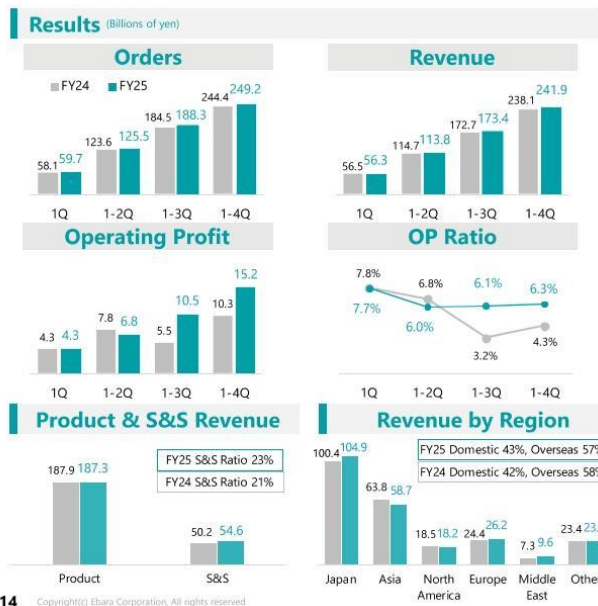 Results (Billions of yen)
Orders
FY24 FY25
58.1 59.7 123.6 125.5 184.5 188.3 244.4 249.2
1Q 1-2Q 1-3Q 1-4Q
Revenue
56.5 56.3 114.7 113.8 172.7 173.4 238.1 241.9
1Q 1-2Q 1-3Q 1-4Q
Operating Profit
4.3 4.3 7.8 6.8 5.5 10.5 10.3 15.2
1Q 1-2Q 1-3Q 1-4Q
OP Ratio
7.8% 6.8% 6.1% 6.3%
7.7% 6.0% 3.2% 4.3%
1Q 1-2Q 1-3Q 1-4Q
Product & S&S Revenue
FY25 S&S Ratio 23%
FY24 S&S Ratio 21%
187.9 187.3 50.2 54.6
Product S&S
Revenue by Region
FY25 Domestic 43%, Overseas 57%
FY24 Domestic 42%, Overseas 58%
100.4 104.9 63.8 58.7 18.5 18.2 24.4 26.2 7.3 9.6 23.4
Japan Asia North America Europe Middle East
14 Copyright(c) Ebara Corporation. All rights reserved